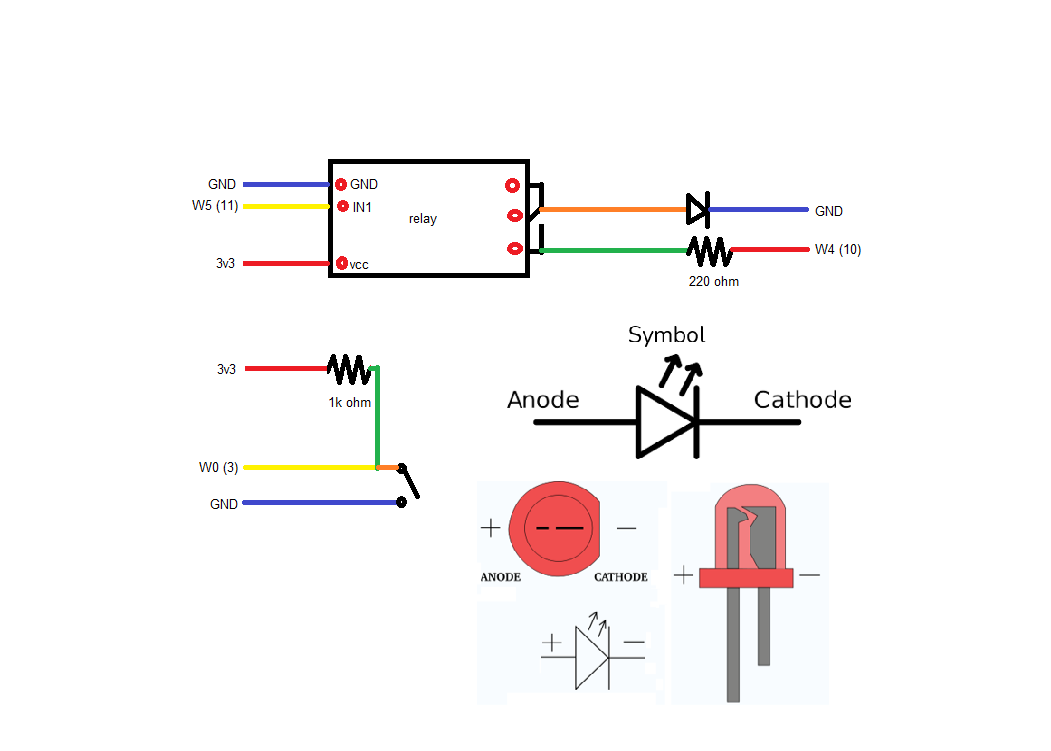 GND
GND
W5 (11)
IN1
relay
GND
3v3
vcc
W4 (10)
220 ohm
Symbol
3v3
1k ohm
Anode
Cathode
W0 (3)
GND
+
−
ANODE
CATHODE
+
−
+
−